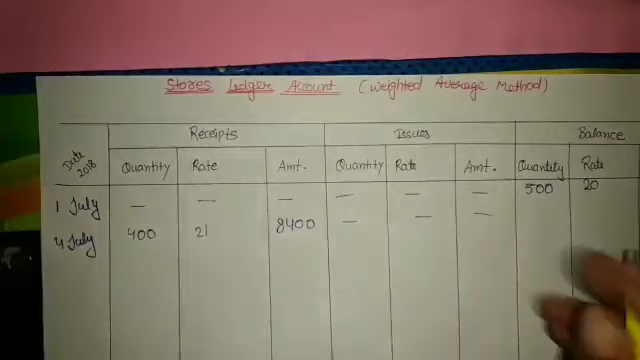 Stores Ledger Account (Weighted Average Method)
Date 2018 Receipts Issues Balance
Quantity Rate Amt. Quantity Rate Amt. Quantity Rate
1 July — — — — — — 500 20
4 July 400 21 8400 — — —